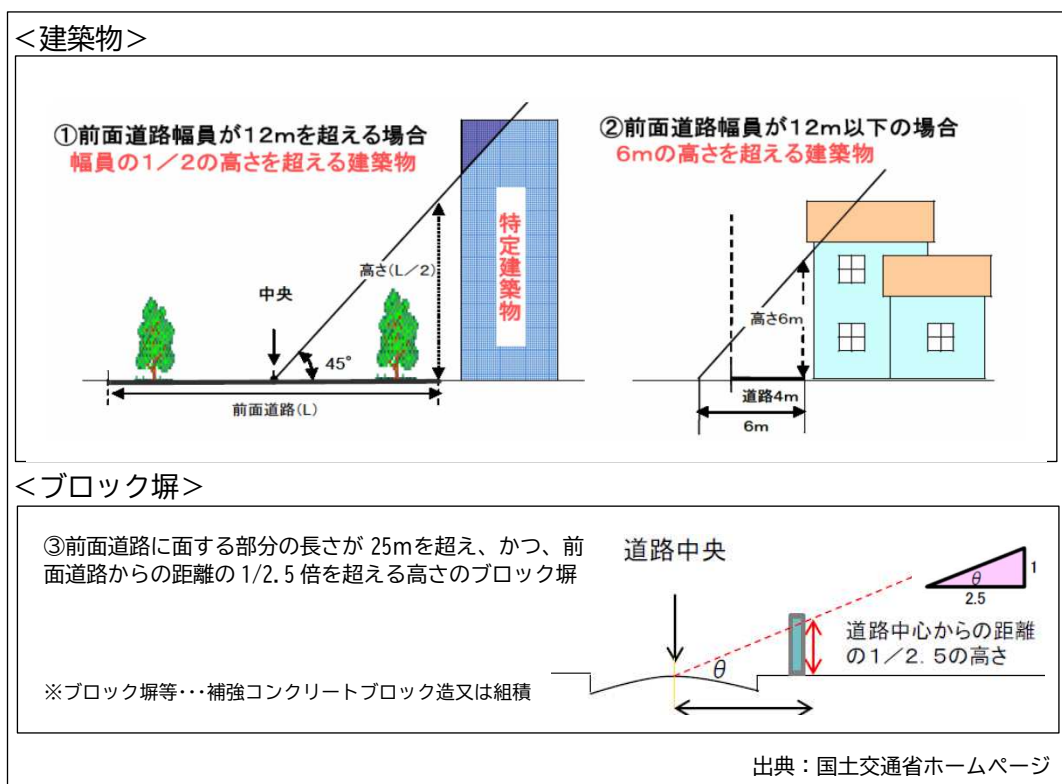 ＜建築物＞
①前面道路幅員が12mを超える場合
幅員の1／2の高さを超える建築物
②前面道路幅員が12m以下の場合
6mの高さを超える建築物
特定建築物
高さ(L／2)
中央
45°
前面道路(L)
高さ6m
道路4m
6m
＜ブロック塀＞
③前面道路に面する部分の長さが 25mを超え、かつ、前
面道路からの距離の 1/2.5 倍を超える高さのブロック塀
※ブロック塀等･･･補強コンクリートブロック造又は組積
道路中央
θ
θ
1
2.5
道路中心からの距離
の1／2．5の高さ
出典：国土交通省ホームページ